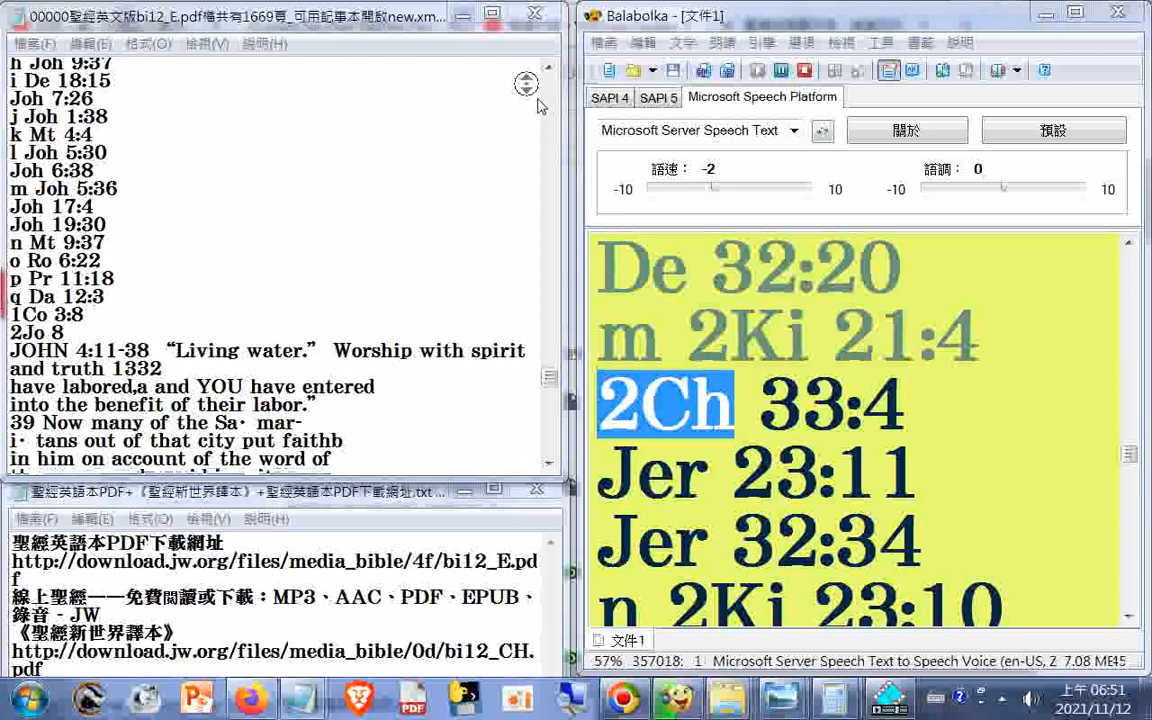 00000聖經英文版bi12_E.pdf檔共有1669頁_可用記事本開啟new.xm...
檔案(F) 編輯(E) 格式(O) 檢視(V) 說明(H)
h Joh 9:37
i De 18:15
Joh 7:26
j Joh 1:38
k Mt 4:4
l Joh 5:30
Joh 6:38
m Joh 5:36
Joh 17:4
Joh 19:30
n Mt 9:37
o Ro 6:22
p Pr 11:18
q Da 12:3
1Co 3:8
2Jo 8
JOHN 4:11-38 “Living water.” Worship with spirit
and truth 1332
have labored,a and YOU have entered
into the benefit of their labor.”
39 Now many of the Sa· mar-
i· tans out of that city put faithb
in him on account of the word of
聖經英語本PDF+《聖經新世界譯本》+聖經英語本PDF下載網址.txt ...
檔案(F) 編輯(E) 格式(O) 檢視(V) 說明(H)
聖經英語本PDF下載網址
http://download.jw.org/files/media_bible/4f/bi12_E.pd
f
線上聖經——免費閱讀或下載：MP3、AAC、PDF、EPUB、
錄音 - JW
《聖經新世界譯本》
http://download.jw.org/files/media_bible/0d/bi12_CH.
pdf
Balabolka - [文件1]
檔案 編輯 文字 朗讀 引擎 選項 檢視 工具 書籤 說明
SAPI 4 SAPI 5 Microsoft Speech Platform
Microsoft Server Speech Text 關於 預設
語速： -2 語調： 0
-10 10 -10 10
De 32:20
m 2Ki 21:4
2Ch 33:4
Jer 23:11
Jer 32:34
n 2Ki 23:10
文件1
57% 357018: 1 Microsoft Server Speech Text to Speech Voice (en-US, Z 7.08 ME45
上午 06:51
2021/11/12